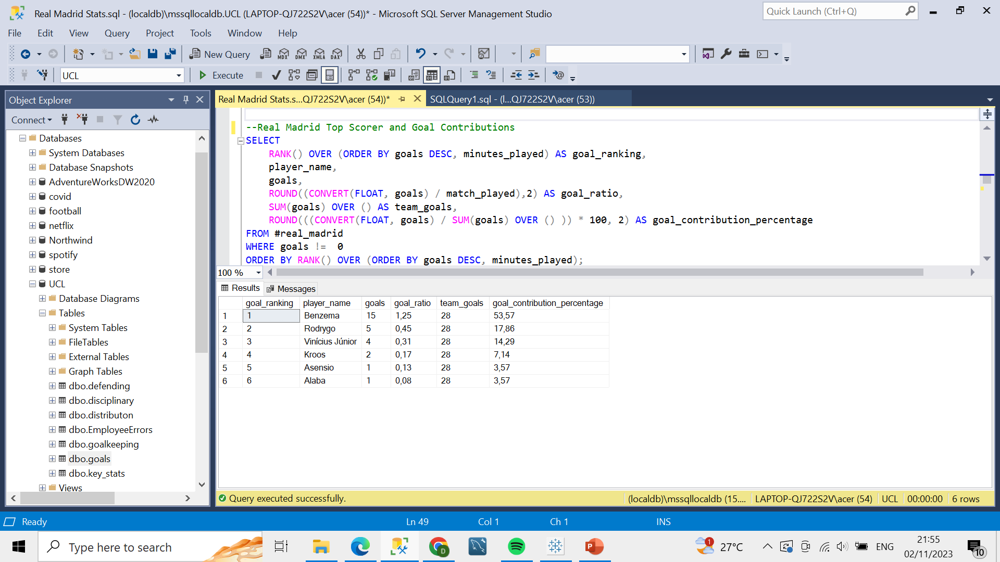 Real Madrid Stats.sql - (localdb)\mssqllocaldb.UCL (LAPTOP-QJ722S2V\acer (54))* - Microsoft SQL Server Management Studio
Quick Launch (Ctrl+Q)
File Edit View Query Project Tools Window Help
New Query MDX DMX XMLA DAX
UCL Execute
Object Explorer
Connect
Databases
System Databases
Database Snapshots
AdventureWorksDW2020
covid
football
netflix
Northwind
spotify
store
UCL
Database Diagrams
Tables
System Tables
FileTables
External Tables
Graph Tables
dbo.defending
dbo.disciplinary
dbo.distributon
dbo.EmployeeErrors
dbo.goalkeeping
dbo.goals
dbo.key_stats
Views
Real Madrid Stats.s...QJ722S2V\acer (54))* SQLQuery1.sql - (l...QJ722S2V\acer (53))
--Real Madrid Top Scorer and Goal Contributions
SELECT
RANK() OVER (ORDER BY goals DESC, minutes_played) AS goal_ranking,
player_name,
goals,
ROUND((CONVERT(FLOAT, goals) / match_played),2) AS goal_ratio,
SUM(goals) OVER () AS team_goals,
ROUND(((CONVERT(FLOAT, goals) / SUM(goals) OVER () )) * 100, 2) AS goal_contribution_percentage
FROM #real_madrid
WHERE goals != 0
ORDER BY RANK() OVER (ORDER BY goals DESC, minutes_played);
100 %
Results Messages
goal_ranking player_name goals goal_ratio team_goals goal_contribution_percentage
1 1 Benzema 15 1,25 28 53,57
2 2 Rodrygo 5 0,45 28 17,86
3 3 Vinícius Júnior 4 0,31 28 14,29
4 4 Kroos 2 0,17 28 7,14
5 5 Asensio 1 0,13 28 3,57
6 6 Alaba 1 0,08 28 3,57
Query executed successfully. (localdb)\mssqllocaldb (15.... LAPTOP-QJ722S2V\acer (54) UCL 00:00:00 6 rows
Ready Ln 49 Col 1 Ch 1 INS
Type here to search
D
P
1
27°C
ENG
21:55
02/11/2023
10